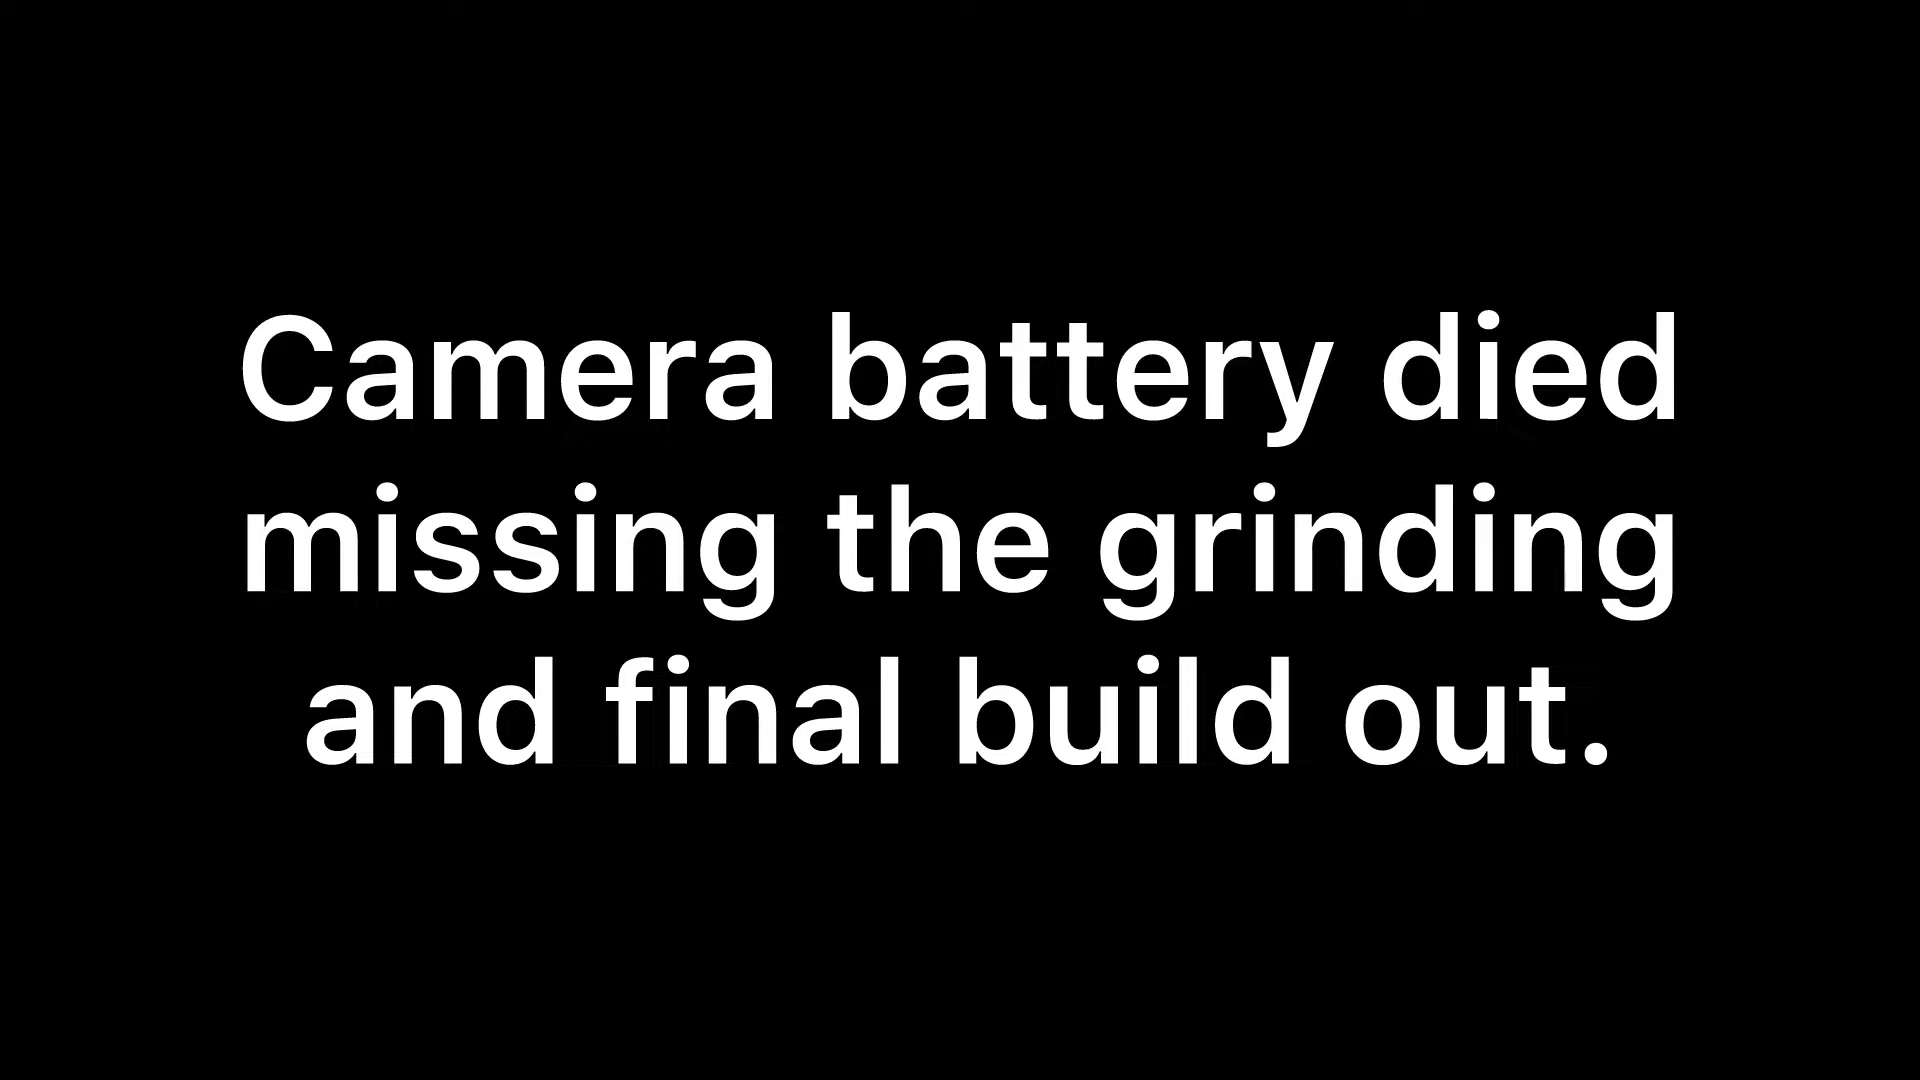 Camera battery died
missing the grinding
and final build out.